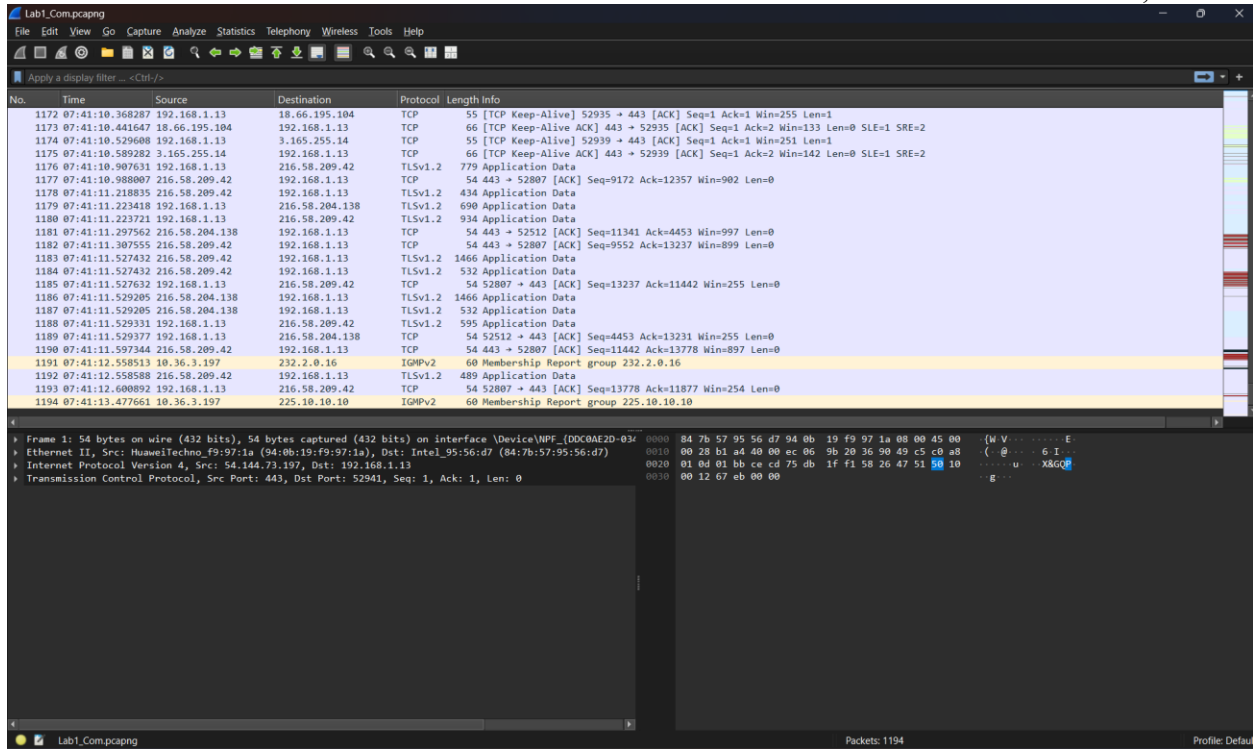 Lab1_Com.pcapng
File Edit View Go Capture Analyze Statistics Telephony Wireless Tools Help
Apply a display filter ... <Ctrl-/>
No. Time Source Destination Protocol Length Info
1172 07:41:10.368287 192.168.1.13 18.66.195.104 TCP 55 [TCP Keep-Alive] 52935 → 443 [ACK] Seq=1 Ack=1 Win=255 Len=1
1173 07:41:10.441647 18.66.195.104 192.168.1.13 TCP 66 [TCP Keep-Alive ACK] 443 → 52935 [ACK] Seq=1 Ack=2 Win=133 Len=0 SLE=1 SRE=2
1174 07:41:10.529608 192.168.1.13 3.165.255.14 TCP 55 [TCP Keep-Alive] 52939 → 443 [ACK] Seq=1 Ack=1 Win=251 Len=1
1175 07:41:10.589282 3.165.255.14 192.168.1.13 TCP 66 [TCP Keep-Alive ACK] 443 → 52939 [ACK] Seq=1 Ack=2 Win=142 Len=0 SLE=1 SRE=2
1176 07:41:10.907631 192.168.1.13 216.58.209.42 TLSv1.2 779 Application Data
1177 07:41:10.988007 216.58.209.42 192.168.1.13 TCP 54 443 → 52807 [ACK] Seq=9172 Ack=12357 Win=902 Len=0
1178 07:41:11.218835 216.58.209.42 192.168.1.13 TLSv1.2 434 Application Data
1179 07:41:11.223418 192.168.1.13 216.58.204.138 TLSv1.2 690 Application Data
1180 07:41:11.223721 192.168.1.13 216.58.209.42 TLSv1.2 934 Application Data
1181 07:41:11.297562 216.58.204.138 192.168.1.13 TCP 54 443 → 52512 [ACK] Seq=11341 Ack=4453 Win=997 Len=0
1182 07:41:11.307555 216.58.209.42 192.168.1.13 TCP 54 443 → 52807 [ACK] Seq=9552 Ack=13237 Win=899 Len=0
1183 07:41:11.527432 216.58.209.42 192.168.1.13 TLSv1.2 1466 Application Data
1184 07:41:11.527432 216.58.209.42 192.168.1.13 TLSv1.2 532 Application Data
1185 07:41:11.527632 192.168.1.13 216.58.209.42 TCP 54 52807 → 443 [ACK] Seq=13237 Ack=11442 Win=255 Len=0
1186 07:41:11.529205 216.58.204.138 192.168.1.13 TLSv1.2 1466 Application Data
1187 07:41:11.529205 216.58.204.138 192.168.1.13 TLSv1.2 532 Application Data
1188 07:41:11.529331 192.168.1.13 216.58.209.42 TLSv1.2 595 Application Data
1189 07:41:11.529377 192.168.1.13 216.58.204.138 TCP 54 52512 → 443 [ACK] Seq=4453 Ack=13231 Win=255 Len=0
1190 07:41:11.597344 216.58.209.42 192.168.1.13 TCP 54 443 → 52807 [ACK] Seq=11442 Ack=13778 Win=897 Len=0
1191 07:41:12.558513 10.36.3.197 232.2.0.16 IGMPv2 60 Membership Report group 232.2.0.16
1192 07:41:12.558588 216.58.209.42 192.168.1.13 TLSv1.2 489 Application Data
1193 07:41:12.600892 192.168.1.13 216.58.209.42 TCP 54 52807 → 443 [ACK] Seq=13778 Ack=11877 Win=254 Len=0
1194 07:41:13.477661 10.36.3.197 225.10.10.10 IGMPv2 60 Membership Report group 225.10.10.10
Frame 1: 54 bytes on wire (432 bits), 54 bytes captured (432 bits) on interface \Device\NPF_{DDC0AE2D-034
Ethernet II, Src: HuaweiTechno_f9:97:1a (94:0b:19:f9:97:1a), Dst: Intel_95:56:d7 (84:7b:57:95:56:d7)
Internet Protocol Version 4, Src: 54.144.73.197, Dst: 192.168.1.13
Transmission Control Protocol, Src Port: 443, Dst Port: 52941, Seq: 1, Ack: 1, Len: 0
0000 84 7b 57 95 56 d7 94 0b 19 f9 97 1a 08 00 45 00 ·{W·V··· ······E·
0010 00 28 b1 a4 40 00 ec 06 9b 20 36 90 49 c5 c0 a8 ·(··@··· · 6·I···
0020 01 0d 01 bb ce cd 75 db 1f f1 58 26 47 51 50 10 ······u· ··X&GQP·
0030 00 12 67 eb 00 00 ··g···
Lab1_Com.pcapng
Packets: 1194
Profile: Defau